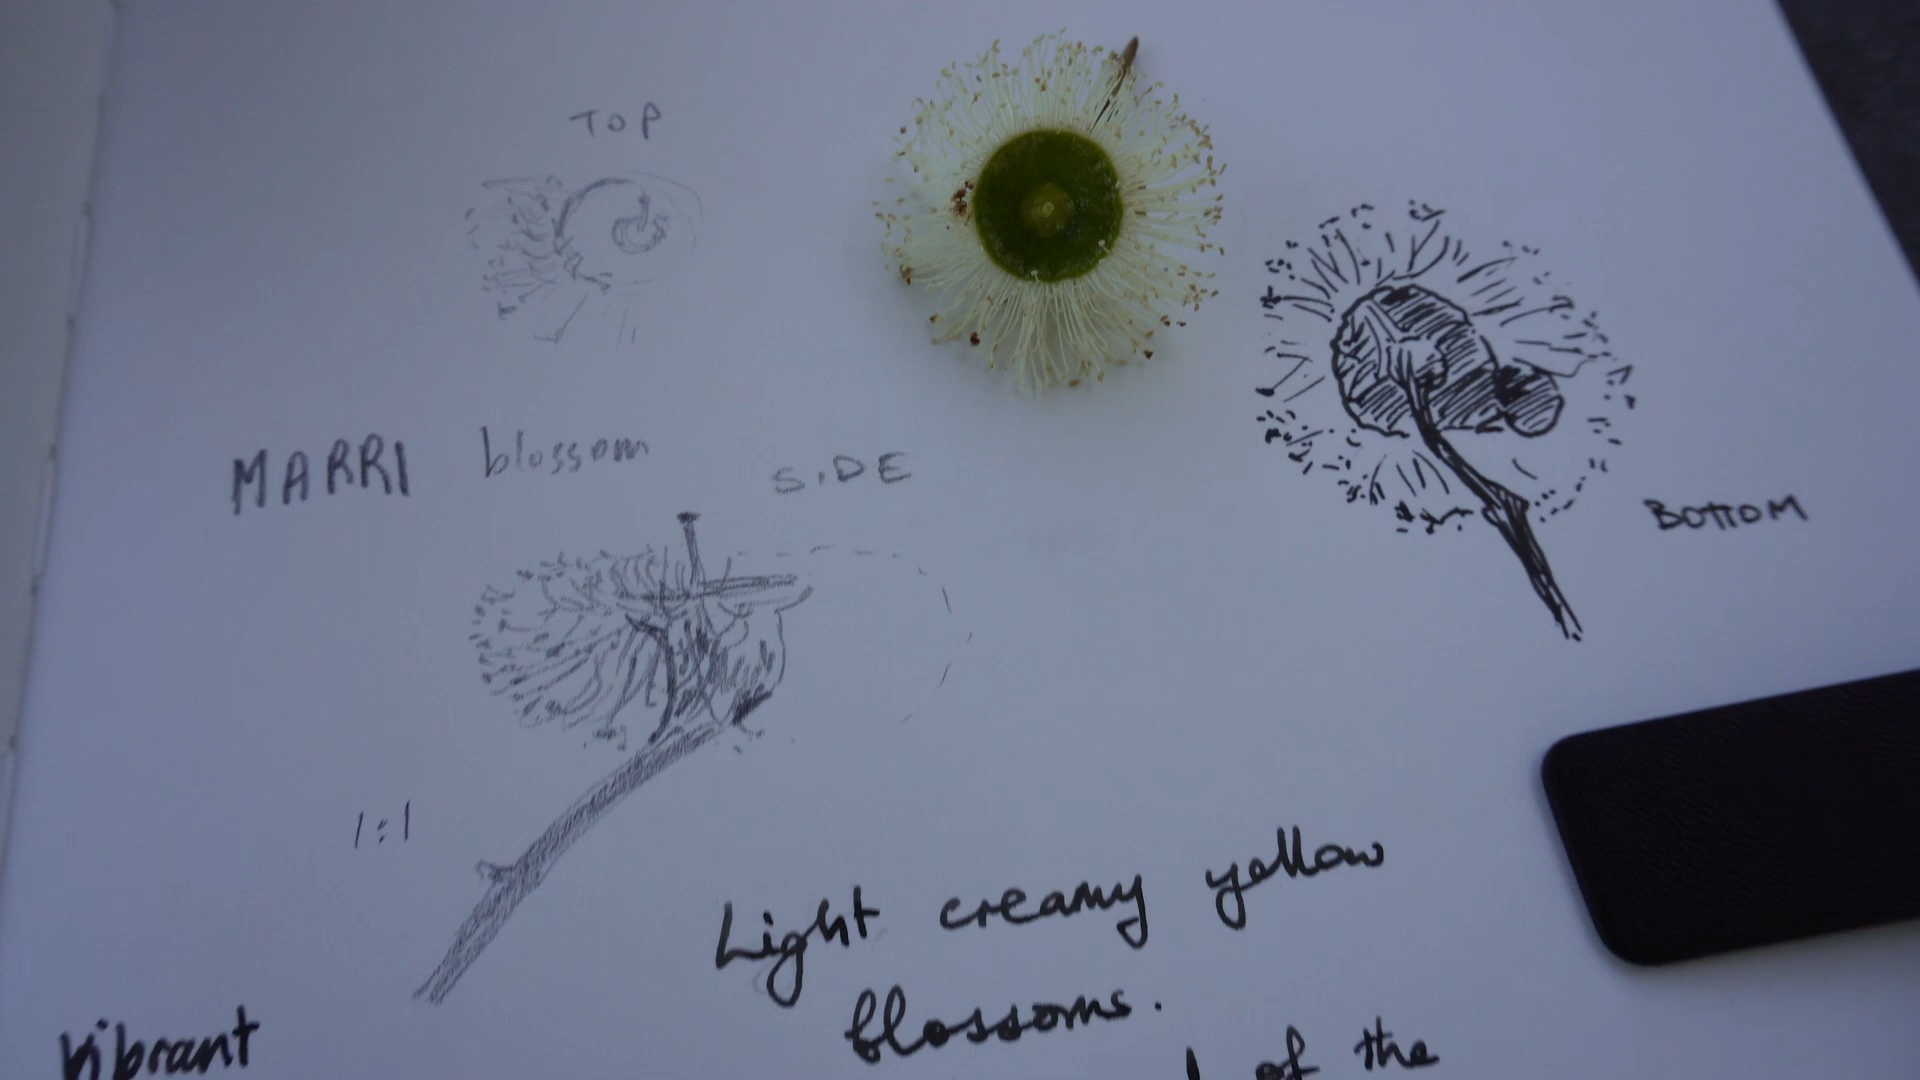 TOP
MARRI blossom
SIDE
BOTTOM
1:1
Light creamy yellow
blossoms.
Vibrant
of the